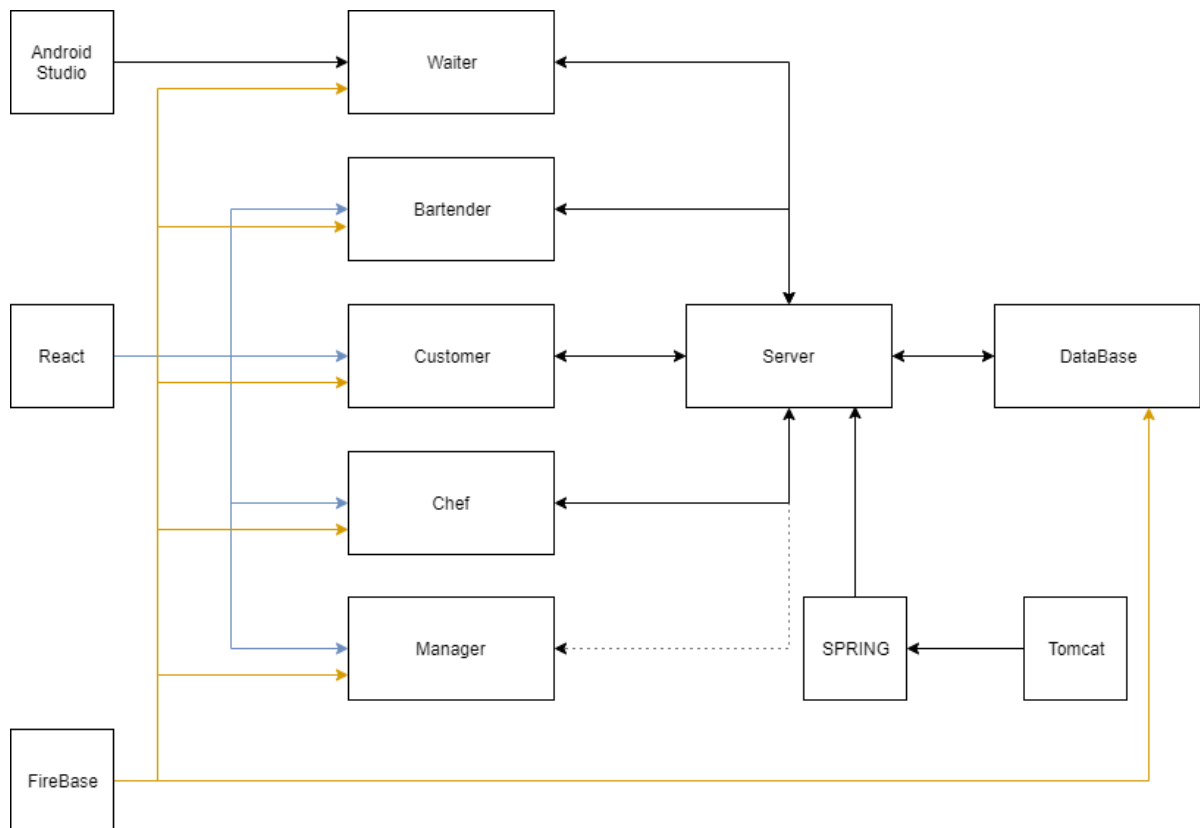 Android
Studio
Waiter
Bartender
React
Customer
Server
DataBase
Chef
Manager
SPRING
Tomcat
FireBase